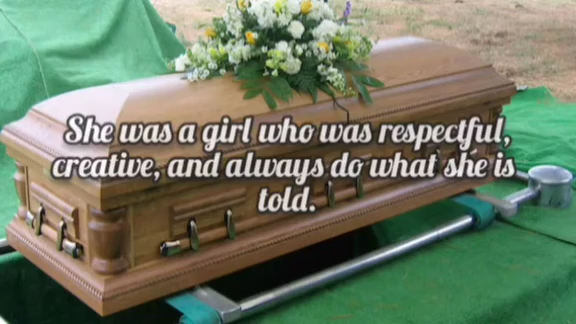 She was a girl who was respectful,
creative, and always do what she is
told.